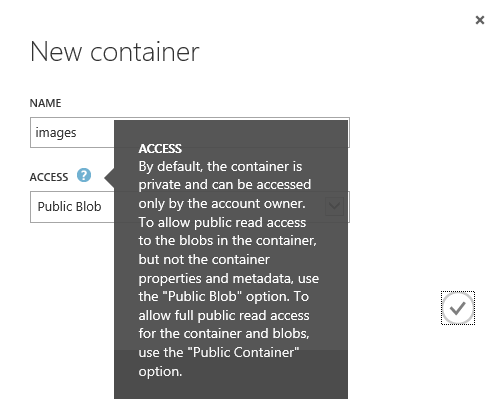 New container
NAME
images
ACCESS ?
Public Blob
ACCESS
By default, the container is
private and can be accessed
only by the account owner.
To allow public read access
to the blobs in the container,
but not the container
properties and metadata, use
the "Public Blob" option. To
allow full public read access
for the container and blobs,
use the "Public Container"
option.